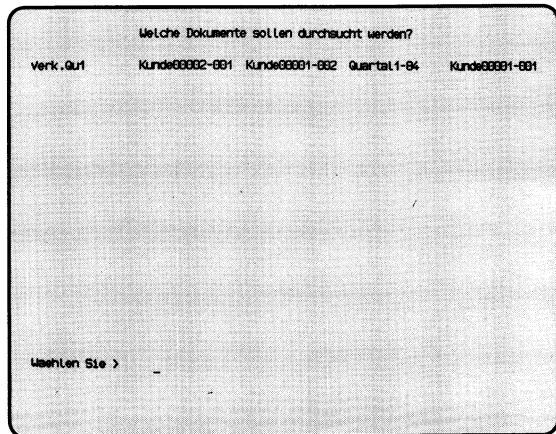 Welche Dokumente sollen durchsucht werden?
Verk.Qu1 Kunde00002-001 Kunde00001-002 Quartal1-84 Kunde00001-001
Waehlen Sie > _